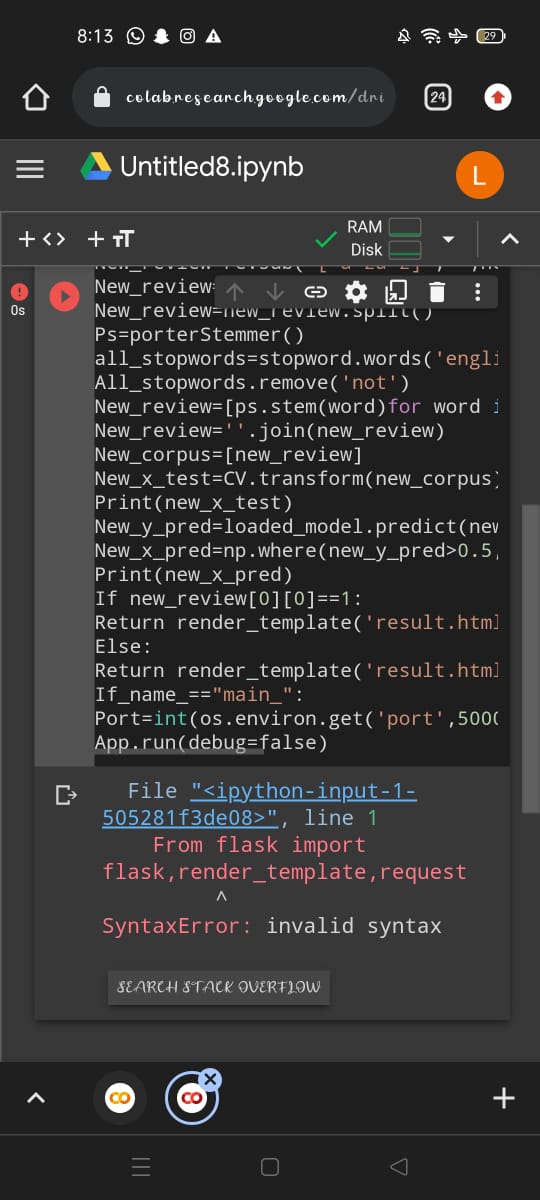 8:13
29
colab.research.google.com/dri
24
Untitled8.ipynb
L
+<> +TT
RAM
Disk
0s
New_review=
New_review=new_review.split()
Ps=porterStemmer()
all_stopwords=stopword.words('engli
All_stopwords.remove('not')
New_review=[ps.stem(word)for word i
New_review=''.join(new_review)
New_corpus=[new_review]
New_x_test=CV.transform(new_corpus)
Print(new_x_test)
New_y_pred=loaded_model.predict(new
New_x_pred=np.where(new_y_pred>0.5,
Print(new_x_pred)
If new_review[0][0]==1:
Return render_template('result.html
Else:
Return render_template('result.html
If_name_=="main_":
Port=int(os.environ.get('port',5000
App.run(debug=false)
File "<ipython-input-1-
505281f3de08>", line 1
From flask import
flask,render_template,request
^
SyntaxError: invalid syntax
SEARCH STACK OVERFLOW